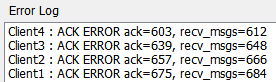 Error Log
Client4 : ACK ERROR ack=603, recv_msgs=612
Client3 : ACK ERROR ack=639, recv_msgs=648
Client2 : ACK ERROR ack=657, recv_msgs=666
Client1 : ACK ERROR ack=675, recv_msgs=684